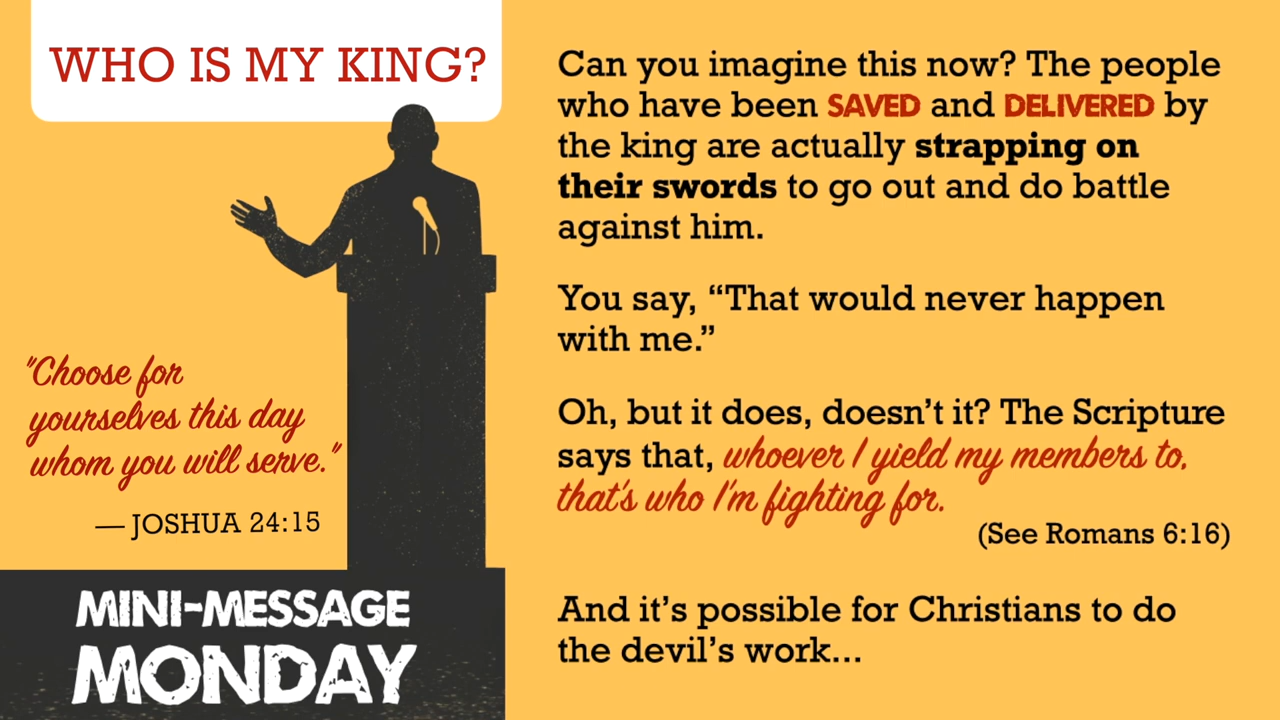 WHO IS MY KING?
"Choose for
yourselves this day
whom you will serve."
— JOSHUA 24:15
MINI-MESSAGE
MONDAY
Can you imagine this now? The people
who have been SAVED and DELIVERED by
the king are actually strapping on
their swords to go out and do battle
against him.
You say, “That would never happen
with me.”
Oh, but it does, doesn’t it? The Scripture
says that, whoever I yield my members to,
that's who I'm fighting for.
(See Romans 6:16)
And it’s possible for Christians to do
the devil’s work...